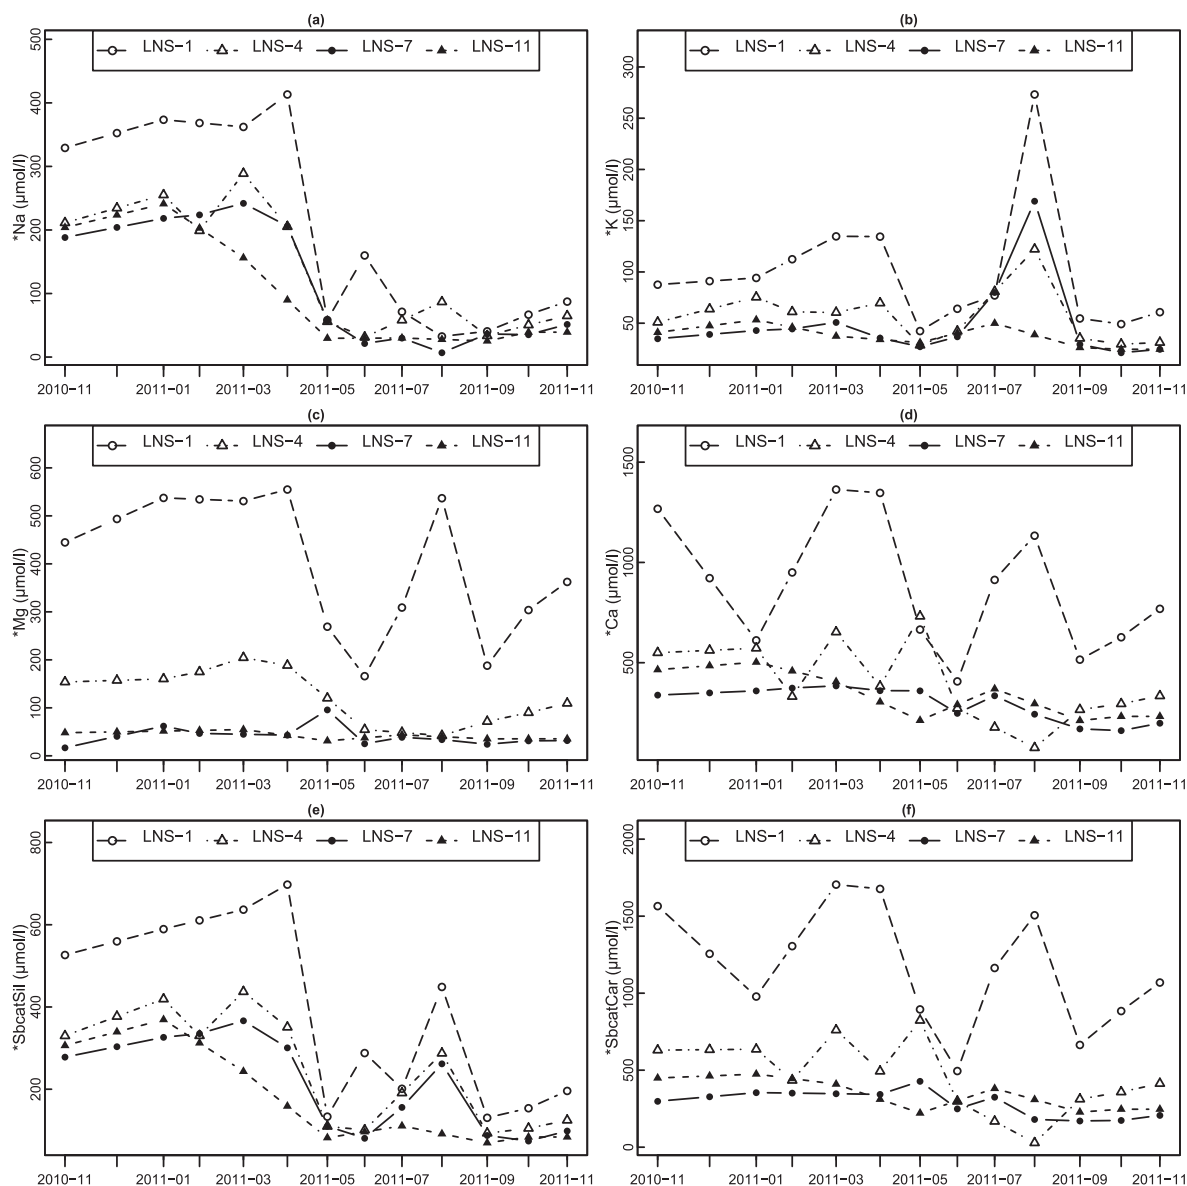 (a)
LNS−1 LNS−4 LNS−7 LNS−11
*Na (μmol/l)
0 100 200 300 400 500
2010−11 2011−01 2011−03 2011−05 2011−07 2011−09 2011−11
(b)
LNS−1 LNS−4 LNS−7 LNS−11
*K (μmol/l)
50 100 150 200 250 300
2010−11 2011−01 2011−03 2011−05 2011−07 2011−09 2011−11
(c)
LNS−1 LNS−4 LNS−7 LNS−11
*Mg (μmol/l)
0 100 200 300 400 500 600
2010−11 2011−01 2011−03 2011−05 2011−07 2011−09 2011−11
(d)
LNS−1 LNS−4 LNS−7 LNS−11
*Ca (μmol/l)
500 1000 1500
2010−11 2011−01 2011−03 2011−05 2011−07 2011−09 2011−11
(e)
LNS−1 LNS−4 LNS−7 LNS−11
*SbcatSil (μmol/l)
200 400 600 800
2010−11 2011−01 2011−03 2011−05 2011−07 2011−09 2011−11
(f)
LNS−1 LNS−4 LNS−7 LNS−11
*SbcatCar (μmol/l)
0 500 1000 1500 2000
2010−11 2011−01 2011−03 2011−05 2011−07 2011−09 2011−11